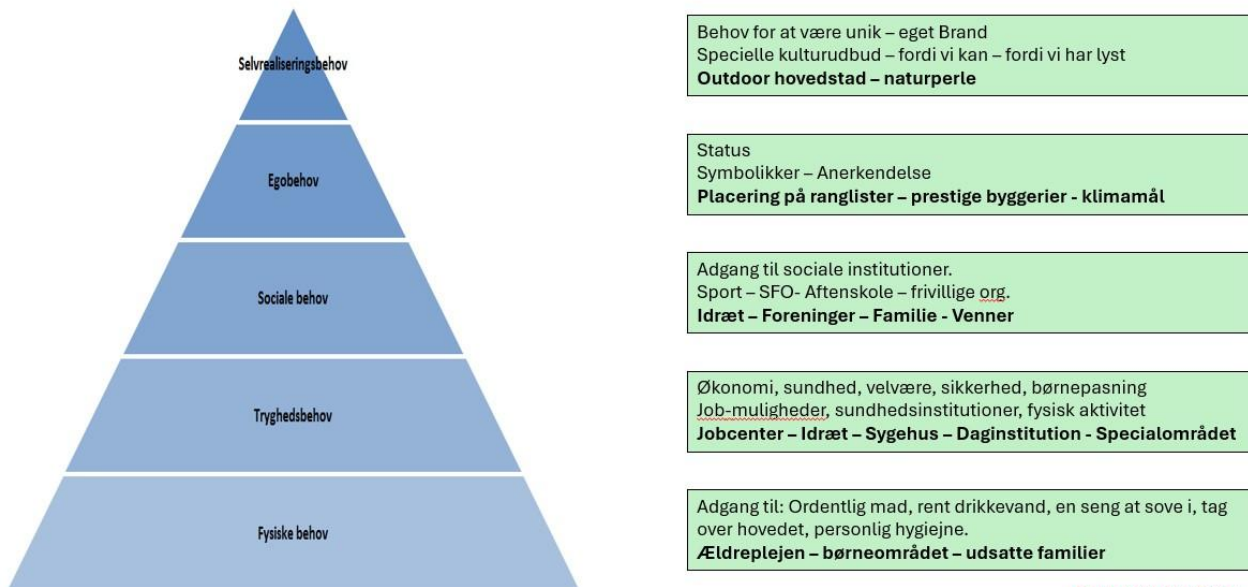 Selvrealiseringsbehov
Behov for at være unik – eget Brand
Specielle kulturudbud – fordi vi kan – fordi vi har lyst
Outdoor hovedstad – naturperle
Egobehov
Status
Symbolikker – Anerkendelse
Placering på ranglister – prestige byggerier - klimamål
Sociale behov
Adgang til sociale institutioner.
Sport – SFO- Aftenskole – frivillige org.
Idræt – Foreninger – Familie - Venner
Tryghedsbehov
Økonomi, sundhed, velvære, sikkerhed, børnepasning
Job-muligheder, sundhedsinstitutioner, fysisk aktivitet
Jobcenter – Idræt – Sygehus – Daginstitution - Specialområdet
Fysiske behov
Adgang til: Ordentlig mad, rent drikkevand, en seng at sove i, tag
over hovedet, personlig hygiejne.
Ældreplejen – børneområdet – udsatte familier